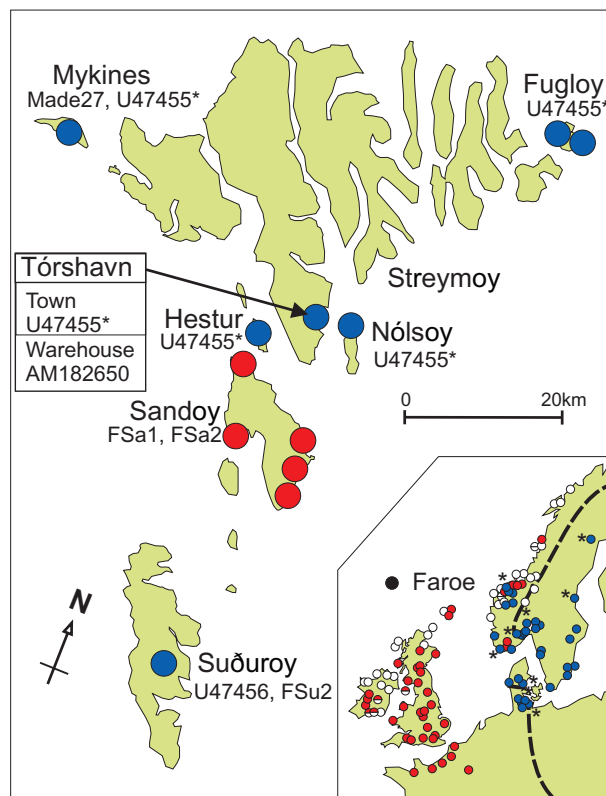 Mykines
Made27, U47455*
Fugloy
U47455*
Tórshavn
Town
U47455*
Warehouse
AM182650
Streymoy
Hestur
U47455*
Nólsoy
U47455*
0 20km
Sandoy
FSa1, FSa2
N
Suðuroy
U47456, FSu2
Faroe
* * * * * * * * *